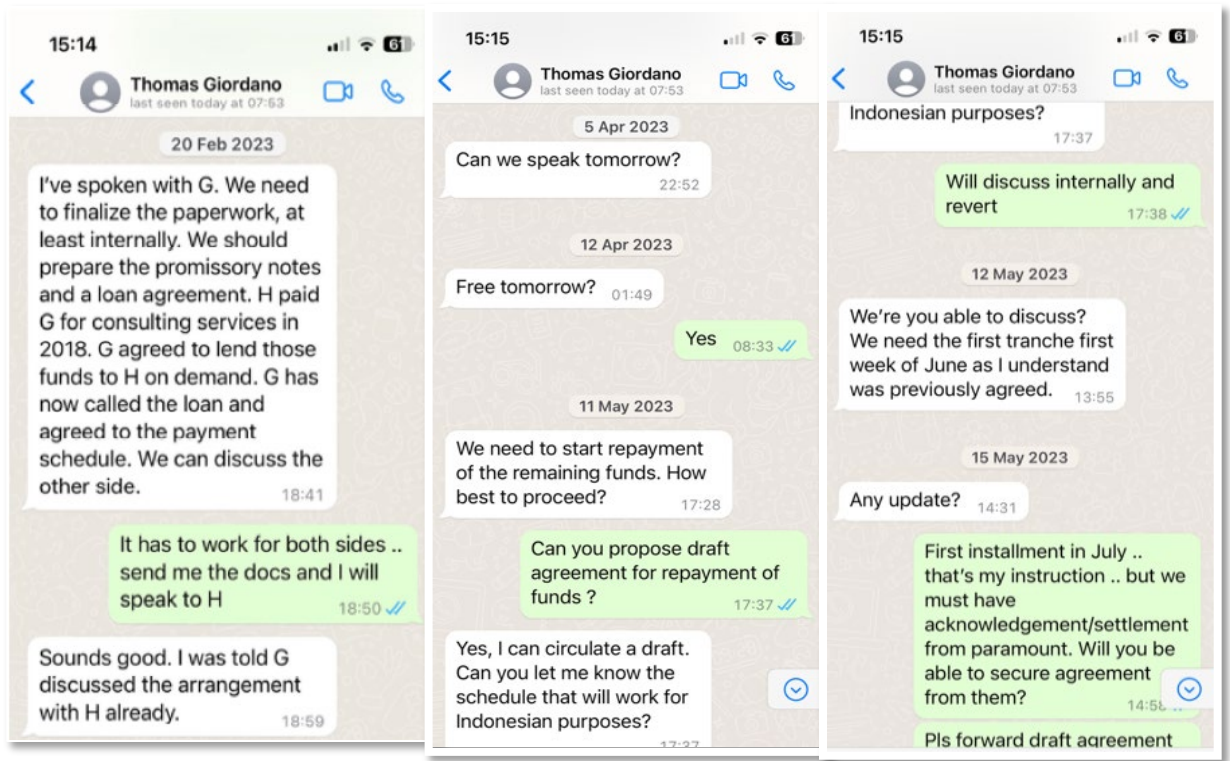 15:14
61
Thomas Giordano
last seen today at 07:53
20 Feb 2023
I've spoken with G. We need
to finalize the paperwork, at
least internally. We should
prepare the promissory notes
and a loan agreement. H paid
G for consulting services in
2018. G agreed to lend those
funds to H on demand. G has
now called the loan and
agreed to the payment
schedule. We can discuss the
other side.
18:41
It has to work for both sides ..
send me the docs and I will
speak to H
18:50
Sounds good. I was told G
discussed the arrangement
with H already.
18:59
15:15
61
Thomas Giordano
last seen today at 07:53
5 Apr 2023
Can we speak tomorrow?
22:52
12 Apr 2023
Free tomorrow? 01:49
Yes 08:33
11 May 2023
We need to start repayment
of the remaining funds. How
best to proceed?
17:28
Can you propose draft
agreement for repayment of
funds ?
17:37
Yes, I can circulate a draft.
Can you let me know the
schedule that will work for
Indonesian purposes?
17:37
15:15
61
Thomas Giordano
last seen today at 07:53
Indonesian purposes?
17:37
Will discuss internally and
revert
17:38
12 May 2023
We're you able to discuss?
We need the first tranche first
week of June as I understand
was previously agreed. 13:55
15 May 2023
Any update? 14:31
First installment in July ..
that's my instruction .. but we
must have
acknowledgement/settlement
from paramount. Will you be
able to secure agreement
from them?
Pls forward draft agreement